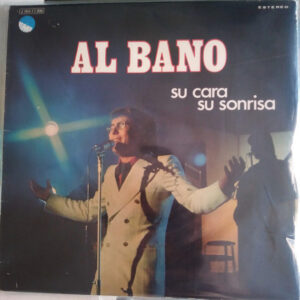 ESTEREO
AL BANO
su cara
su sonrisa